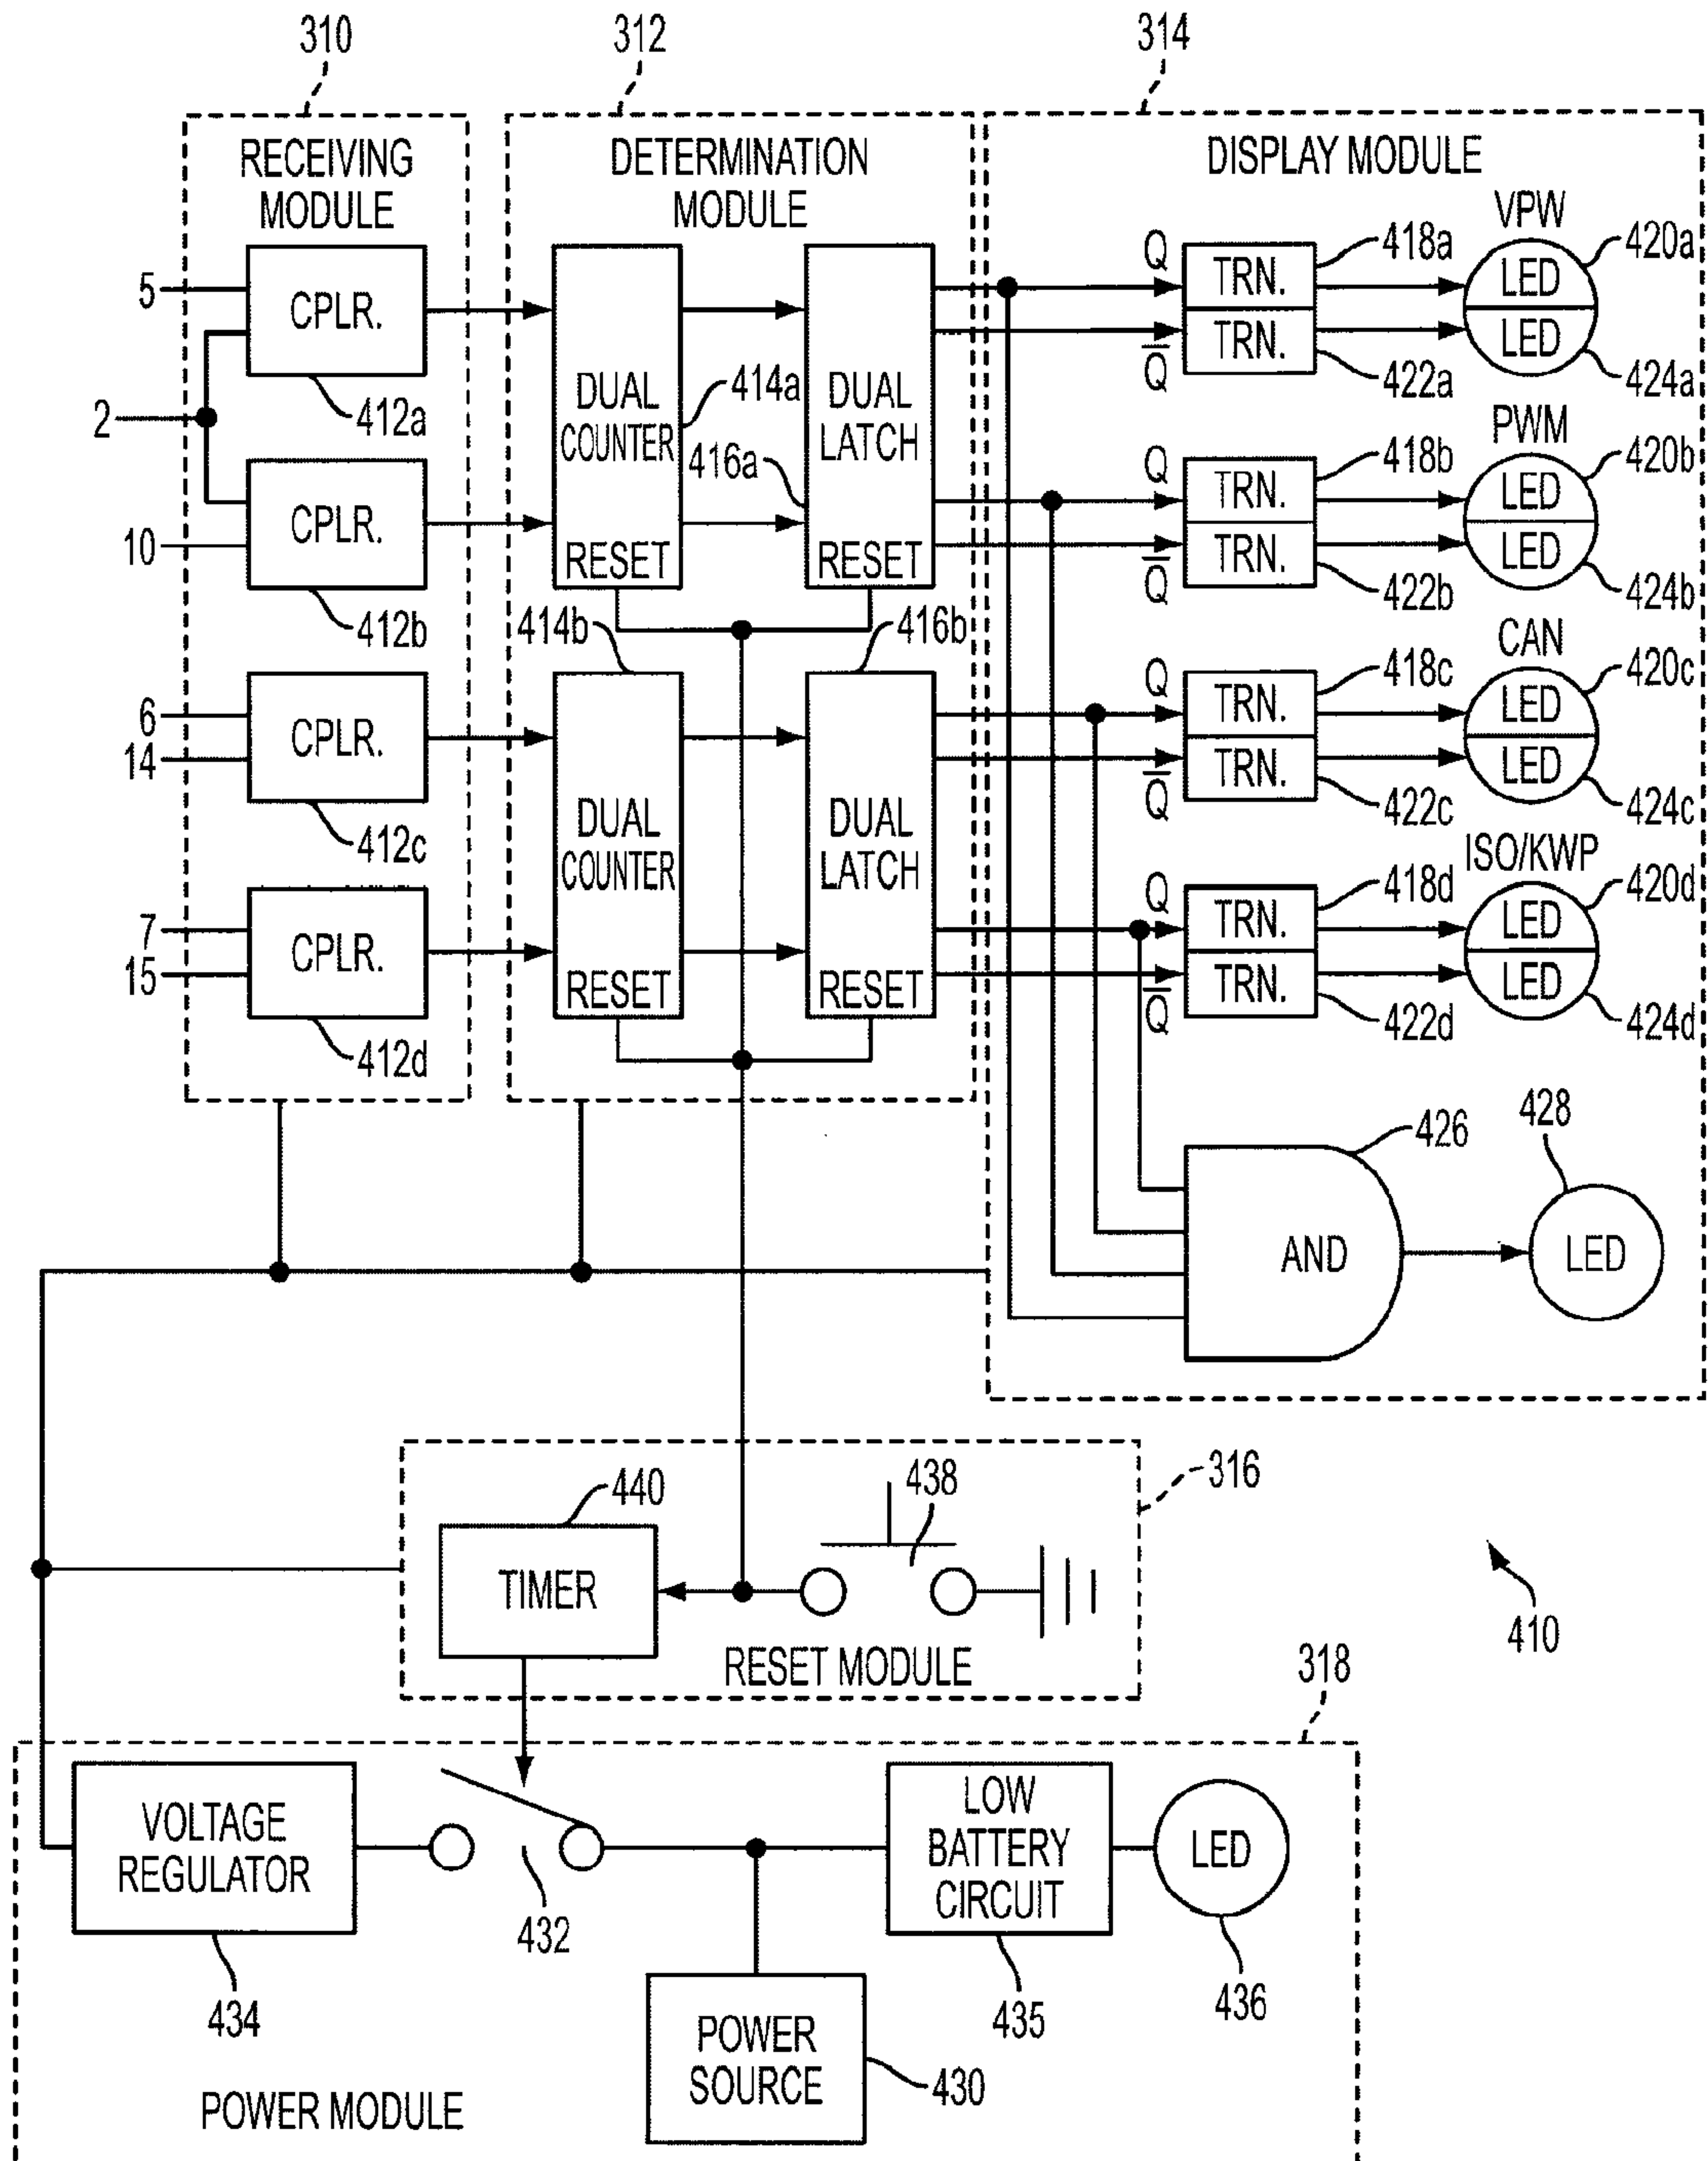 310
312
314
RECEIVING
MODULE
DETERMINATION
MODULE
DISPLAY MODULE
5
2
10
6
14
7
15
CPLR.
412a
CPLR.
412b
CPLR.
412c
CPLR.
412d
DUAL
COUNTER
RESET
414a
416a
DUAL
LATCH
RESET
414b
416b
DUAL
COUNTER
RESET
DUAL
LATCH
RESET
VPW
Q
Q̅
TRN.
TRN.
418a
422a
LED
LED
420a
424a
PWM
Q
Q̅
TRN.
TRN.
418b
422b
LED
LED
420b
424b
CAN
Q
Q̅
TRN.
TRN.
418c
422c
LED
LED
420c
424c
ISO/KWP
Q
Q̅
TRN.
TRN.
418d
422d
LED
LED
420d
424d
426
AND
428
LED
316
440
TIMER
438
RESET MODULE
410
318
VOLTAGE
REGULATOR
434
432
LOW
BATTERY
CIRCUIT
435
LED
436
POWER
SOURCE
430
POWER MODULE